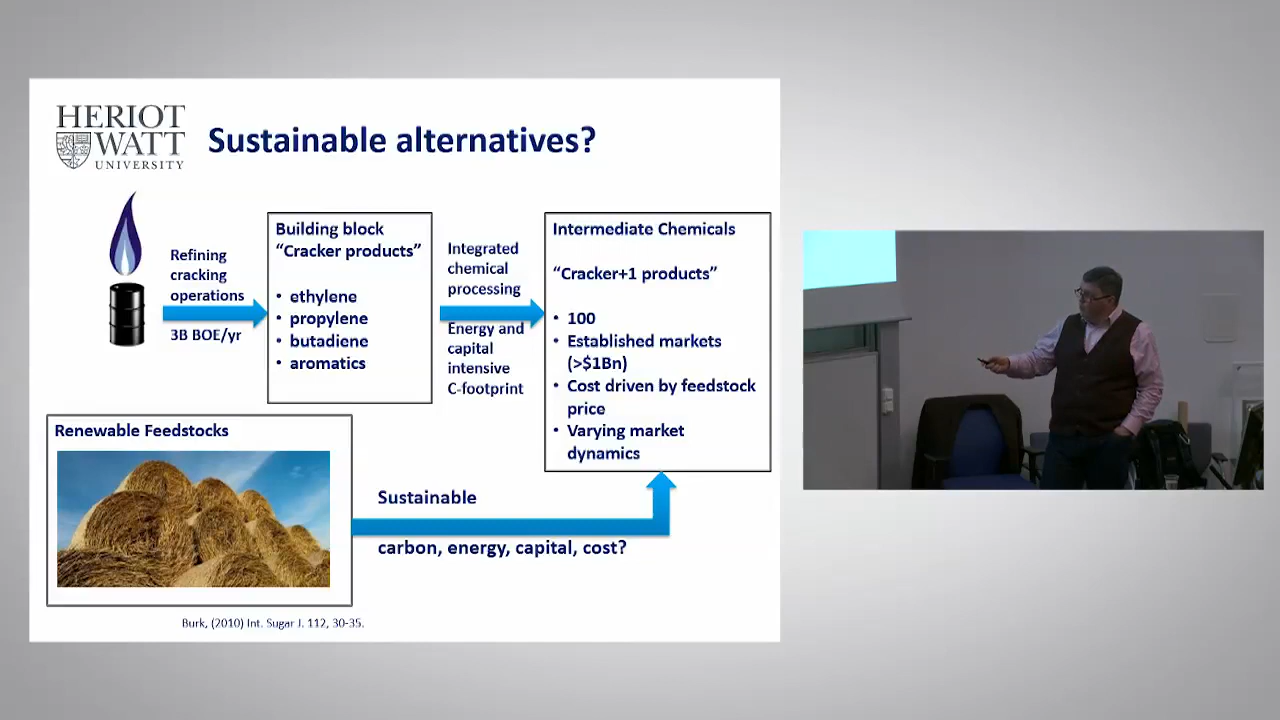 HERIOT
WATT
UNIVERSITY
Sustainable alternatives?
Refining
cracking
operations
3B BOE/yr
Building block
“Cracker products”
• ethylene
• propylene
• butadiene
• aromatics
Integrated
chemical
processing
Energy and
capital
intensive
C-footprint
Intermediate Chemicals
“Cracker+1 products”
• 100
• Established markets
(>$1Bn)
• Cost driven by feedstock
price
• Varying market
dynamics
Renewable Feedstocks
Sustainable
carbon, energy, capital, cost?
Burk, (2010) Int. Sugar J. 112, 30-35.